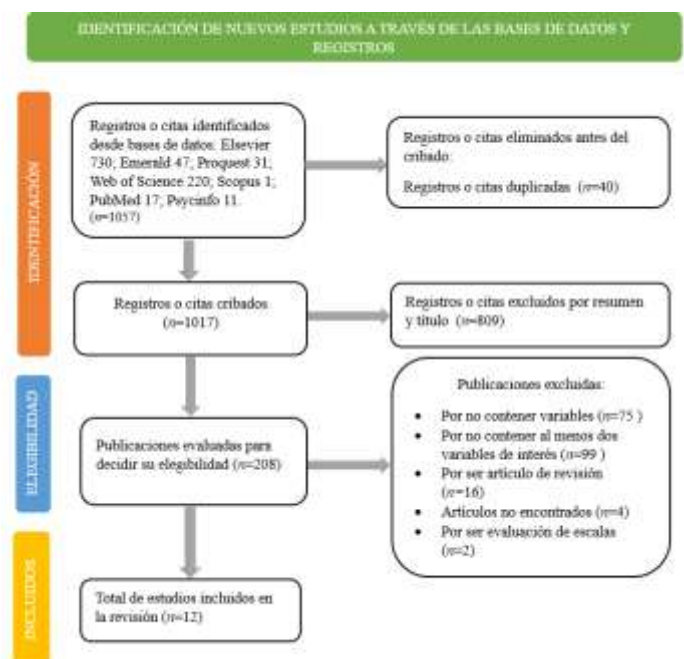 IDENTIFICACIÓN DE NUEVOS ESTUDIOS A TRAVÉS DE LAS BASES DE DATOS Y
REGISTROS
IDENTIFICACIÓN
Registros o citas identificados
desde bases de datos. Elsevier
730; Emerald 47; Proquest 31;
Web of Science 220; Scopus 1;
PubMed 17; Psycinfo 11.
(n=1057)
Registros o citas eliminados antes del
cribado:
Registros o citas duplicadas (n=40)
Registros o citas cribados
(n=1017)
Registros o citas excluidos por resumen
y título (n=809)
ELEGIBILIDAD
Publicaciones evaluadas para
decidir su elegibilidad (n=208)
Publicaciones excluidas:
• Por no contener variables (n=75 )
• Por no contener al menos dos
variables de interés (n=99 )
• Por ser artículo de revisión
(n=16)
• Artículos no encontrados (n=4)
• Por ser evaluación de escalas
(n=2)
INCLUIDOS
Total de estudios incluidos en
la revisión (n=12)